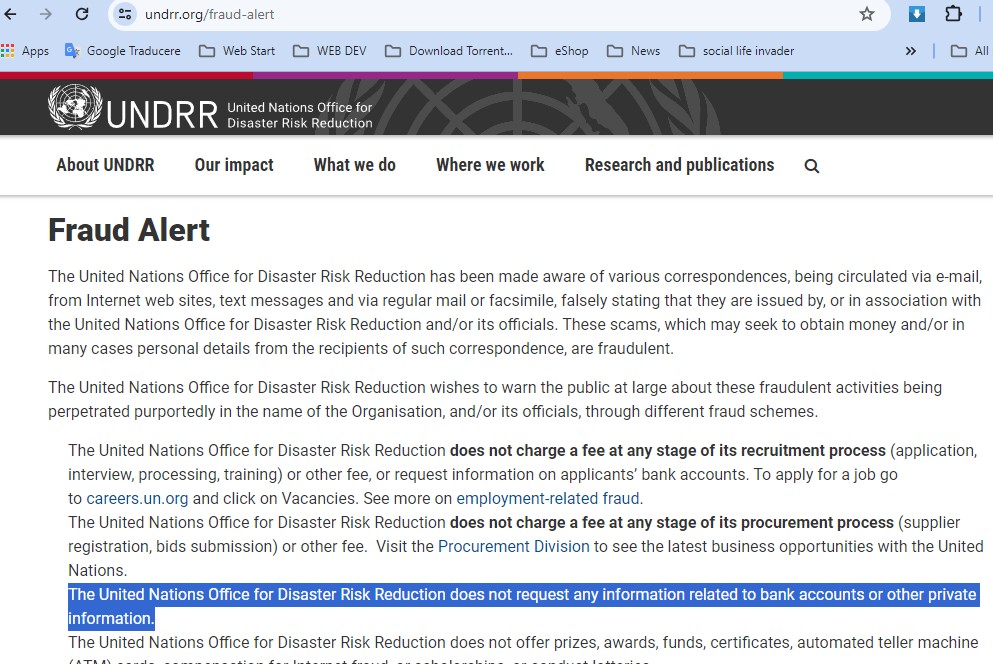 undrr.org/fraud-alert
Apps Google Traducere Web Start WEB DEV Download Torrent... eShop News social life invader » All
UNDRR United Nations Office for
Disaster Risk Reduction
About UNDRR Our impact What we do Where we work Research and publications
Fraud Alert
The United Nations Office for Disaster Risk Reduction has been made aware of various correspondences, being circulated via e-mail,
from Internet web sites, text messages and via regular mail or facsimile, falsely stating that they are issued by, or in association with
the United Nations Office for Disaster Risk Reduction and/or its officials. These scams, which may seek to obtain money and/or in
many cases personal details from the recipients of such correspondence, are fraudulent.
The United Nations Office for Disaster Risk Reduction wishes to warn the public at large about these fraudulent activities being
perpetrated purportedly in the name of the Organisation, and/or its officials, through different fraud schemes.
The United Nations Office for Disaster Risk Reduction does not charge a fee at any stage of its recruitment process (application,
interview, processing, training) or other fee, or request information on applicants' bank accounts. To apply for a job go
to careers.un.org and click on Vacancies. See more on employment-related fraud.
The United Nations Office for Disaster Risk Reduction does not charge a fee at any stage of its procurement process (supplier
registration, bids submission) or other fee. Visit the Procurement Division to see the latest business opportunities with the United
Nations.
The United Nations Office for Disaster Risk Reduction does not request any information related to bank accounts or other private
information.
The United Nations Office for Disaster Risk Reduction does not offer prizes, awards, funds, certificates, automated teller machine
(ATM) cards, compensation for Internet fraud, or scholarships, or conduct lotteries.